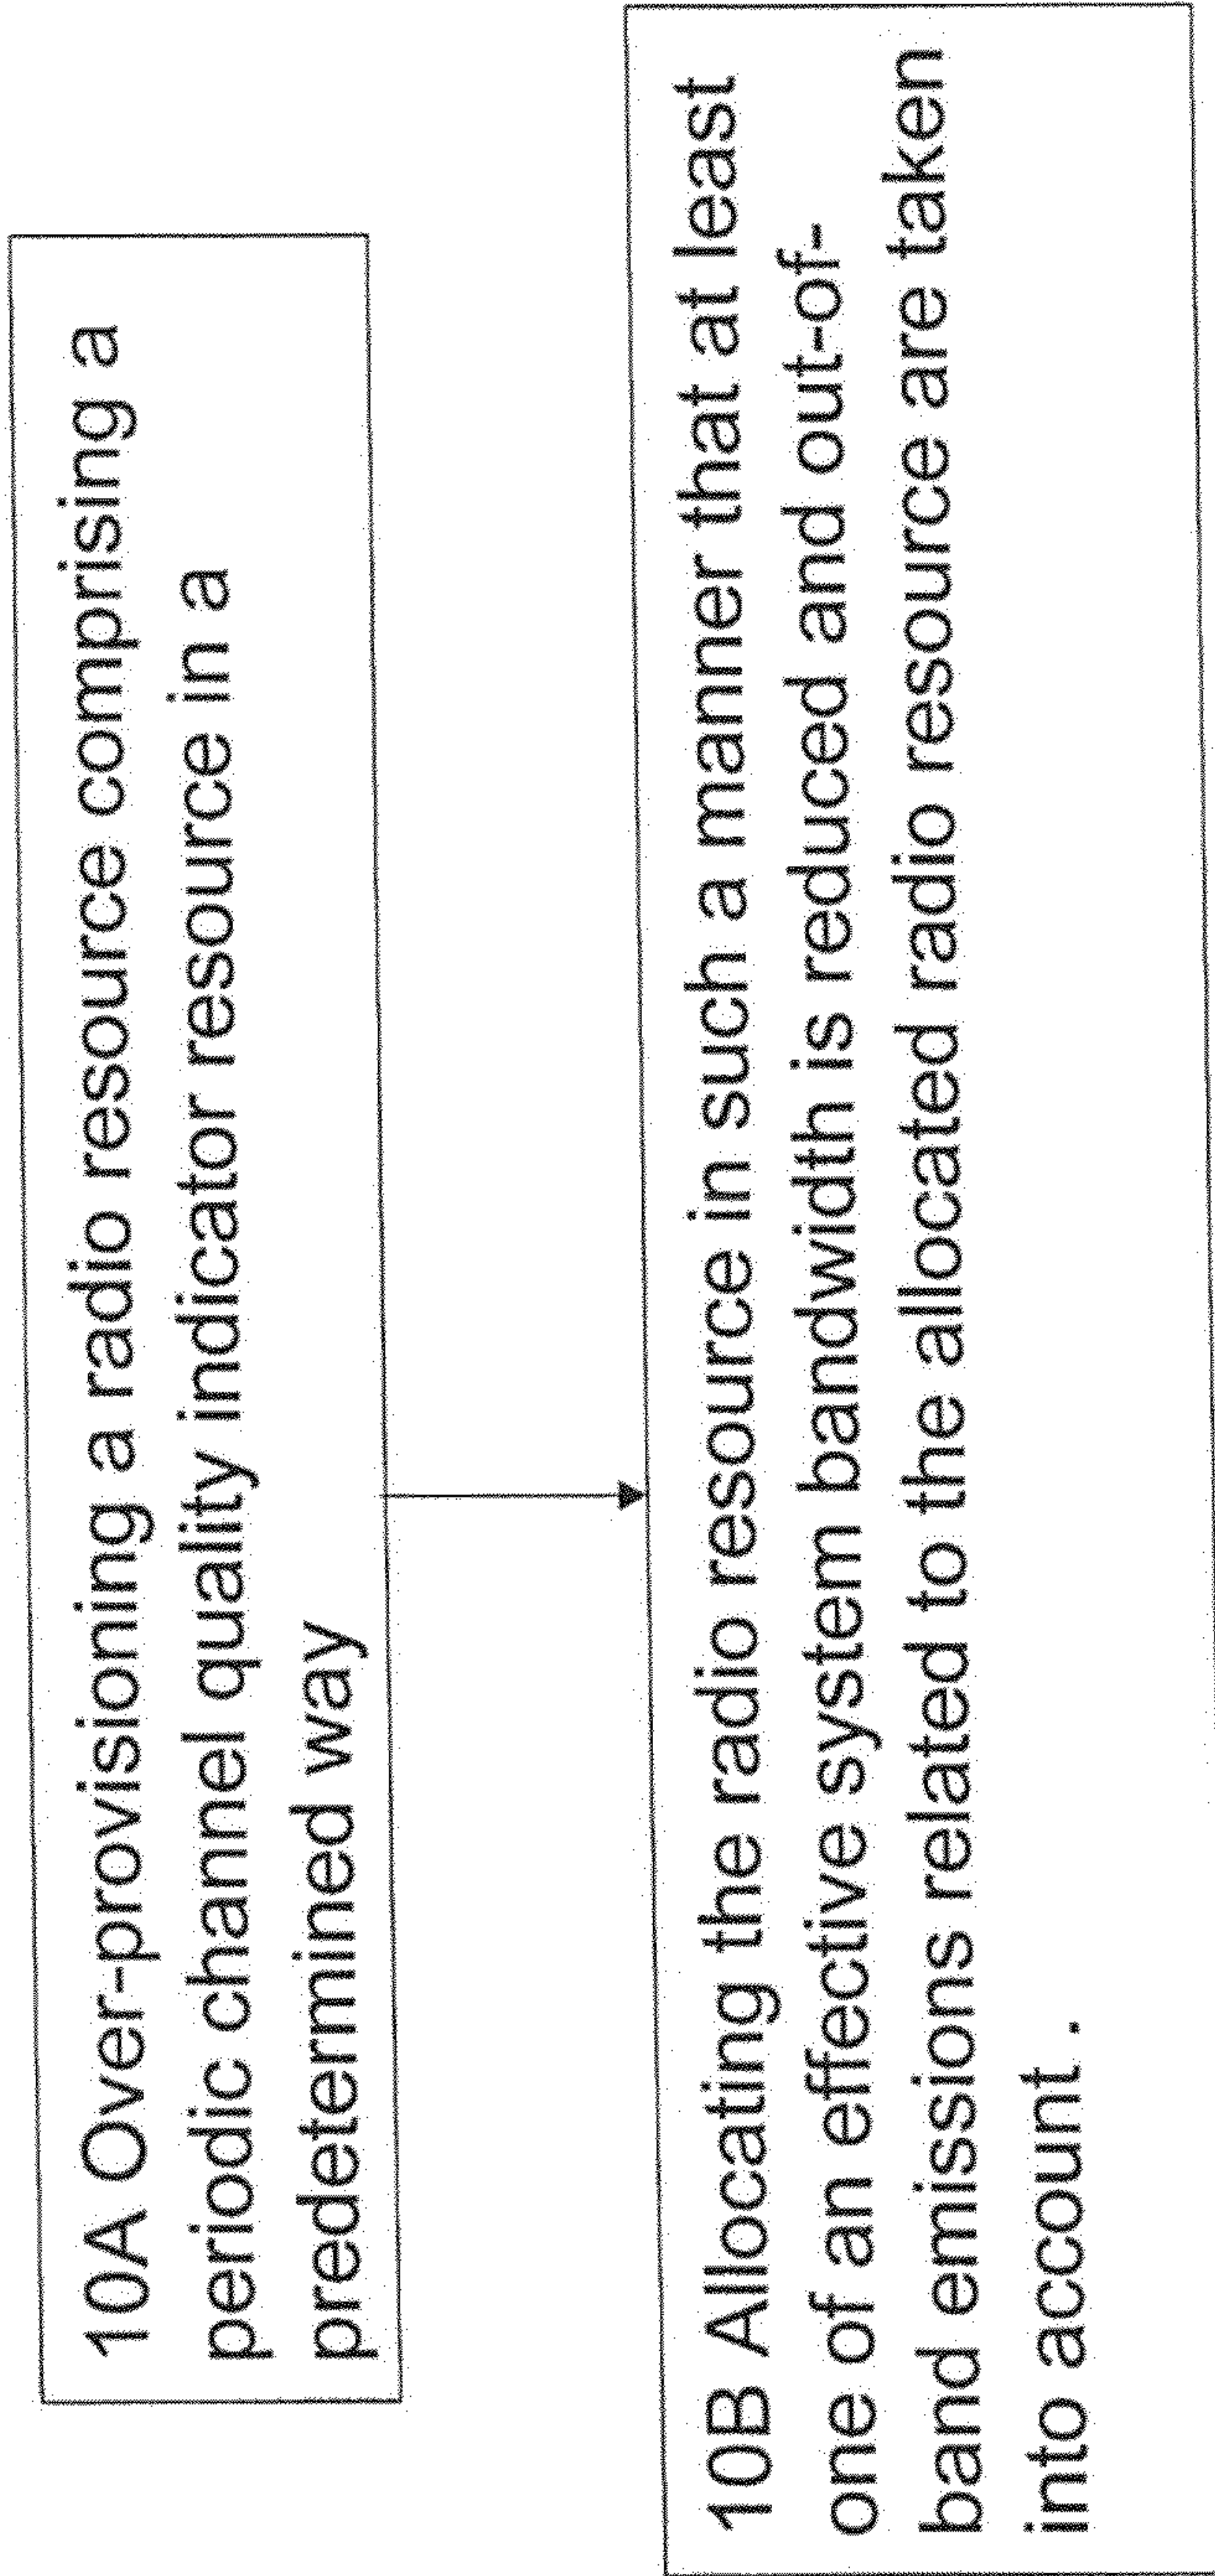 10A Over-provisioning a radio resource comprising a
periodic channel quality indicator resource in a
predetermined way
10B Allocating the radio resource in such a manner that at least
one of an effective system bandwidth is reduced and out-of-
band emissions related to the allocated radio resource are taken
into account .